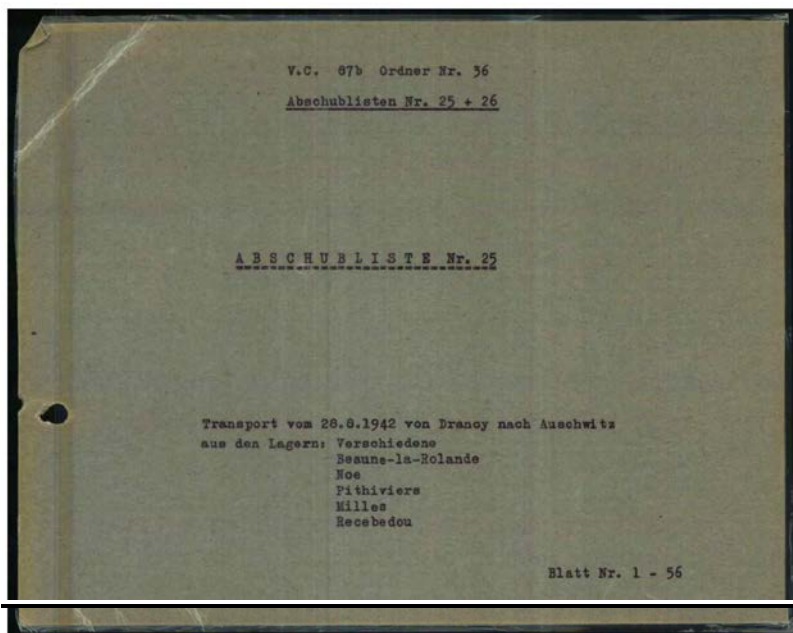 V.C. 87b Ordner Nr. 36
Abschublisten Nr. 25 + 26
ABSCHUBLISTE Nr. 25
Transport vom 28.8.1942 von Drancy nach Auschwitz
aus den Lagern: Verschiedene
Beaune-la-Rolande
Noe
Pithiviers
Milles
Recebedou
Blatt Nr. 1 - 56